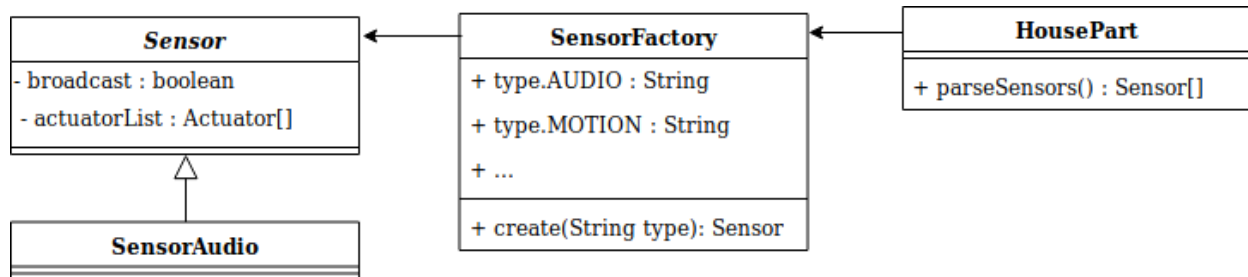 Sensor
- broadcast : boolean
- actuatorList : Actuator[]
SensorAudio
SensorFactory
+ type.AUDIO : String
+ type.MOTION : String
+ ...
+ create(String type): Sensor
HousePart
+ parseSensors() : Sensor[]